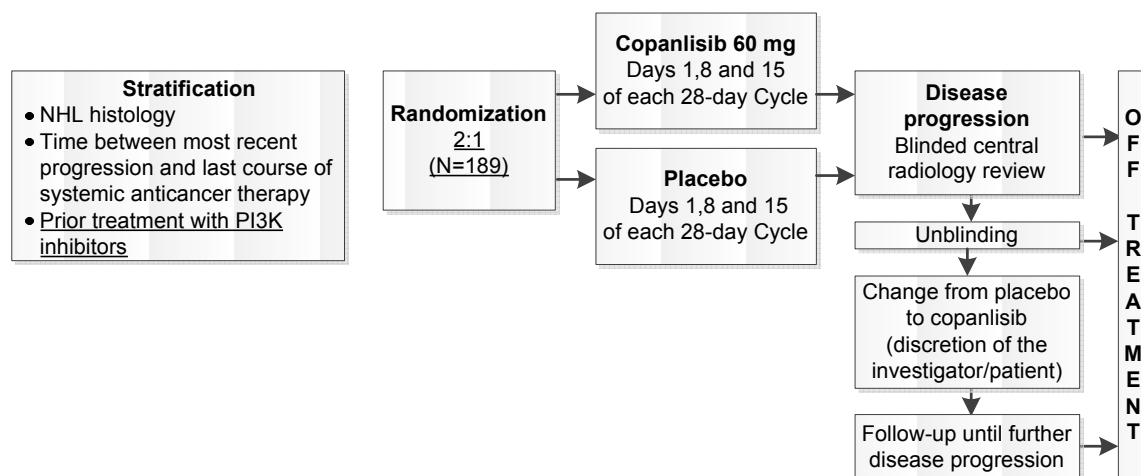 Stratification
• NHL histology
• Time between most recent
progression and last course of
systemic anticancer therapy
• Prior treatment with PI3K
inhibitors
Randomization
2:1
(N=189)
Copanlisib 60 mg
Days 1,8 and 15
of each 28-day Cycle
Placebo
Days 1,8 and 15
of each 28-day Cycle
Disease
progression
Blinded central
radiology review
Unblinding
Change from placebo
to copanlisib
(discretion of the
investigator/patient)
Follow-up until further
disease progression
OFF TREATMENT